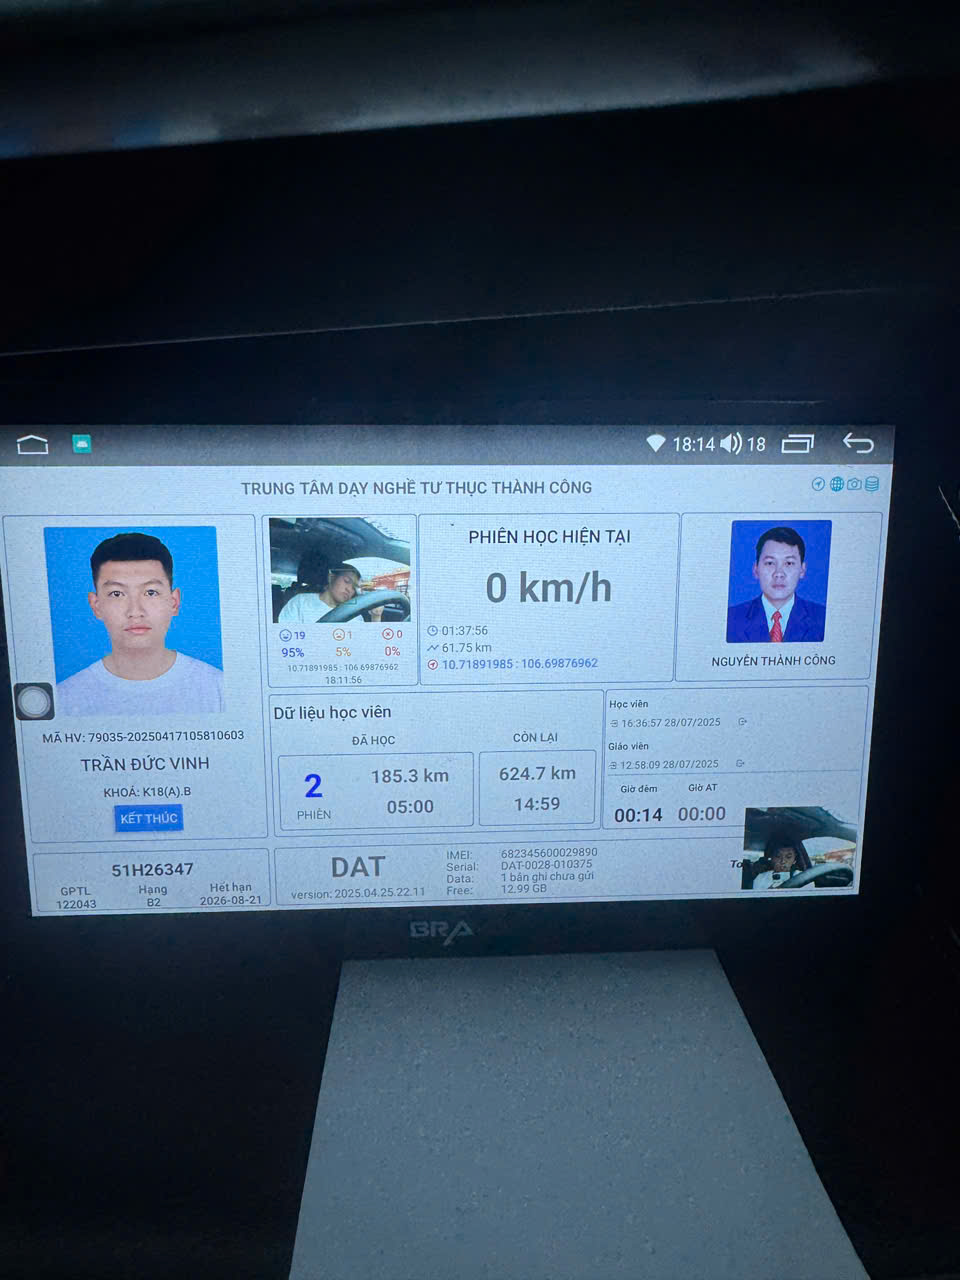 18:14 18
TRUNG TÂM DẠY NGHỀ TƯ THỤC THÀNH CÔNG
MÃ HV: 79035-20250417105810603
TRẦN ĐỨC VINH
KHOÁ: K18(A).B
KẾT THÚC
19 1 0
95% 5% 0%
10.71891985 : 106.69876962
18:11:56
PHIÊN HỌC HIỆN TẠI
0 km/h
01:37:56
61.75 km
10.71891985 : 106.69876962
NGUYỄN THÀNH CÔNG
Dữ liệu học viên
ĐÃ HỌC
CÒN LẠI
2
PHIÊN
185.3 km
05:00
624.7 km
14:59
Học viên
16:36:57 28/07/2025
Giáo viên
12:58:09 28/07/2025
Giờ đêm Giờ AT
00:14 00:00
51H26347
GPTL Hạng Hết hạn
122043 B2 2026-08-21
DAT
version: 2025.04.25.22.11
IMEI: 682345600029890
Serial: DAT-0028-010375
Data: 1 bản ghi chưa gửi
Free: 12.99 GB
BRA